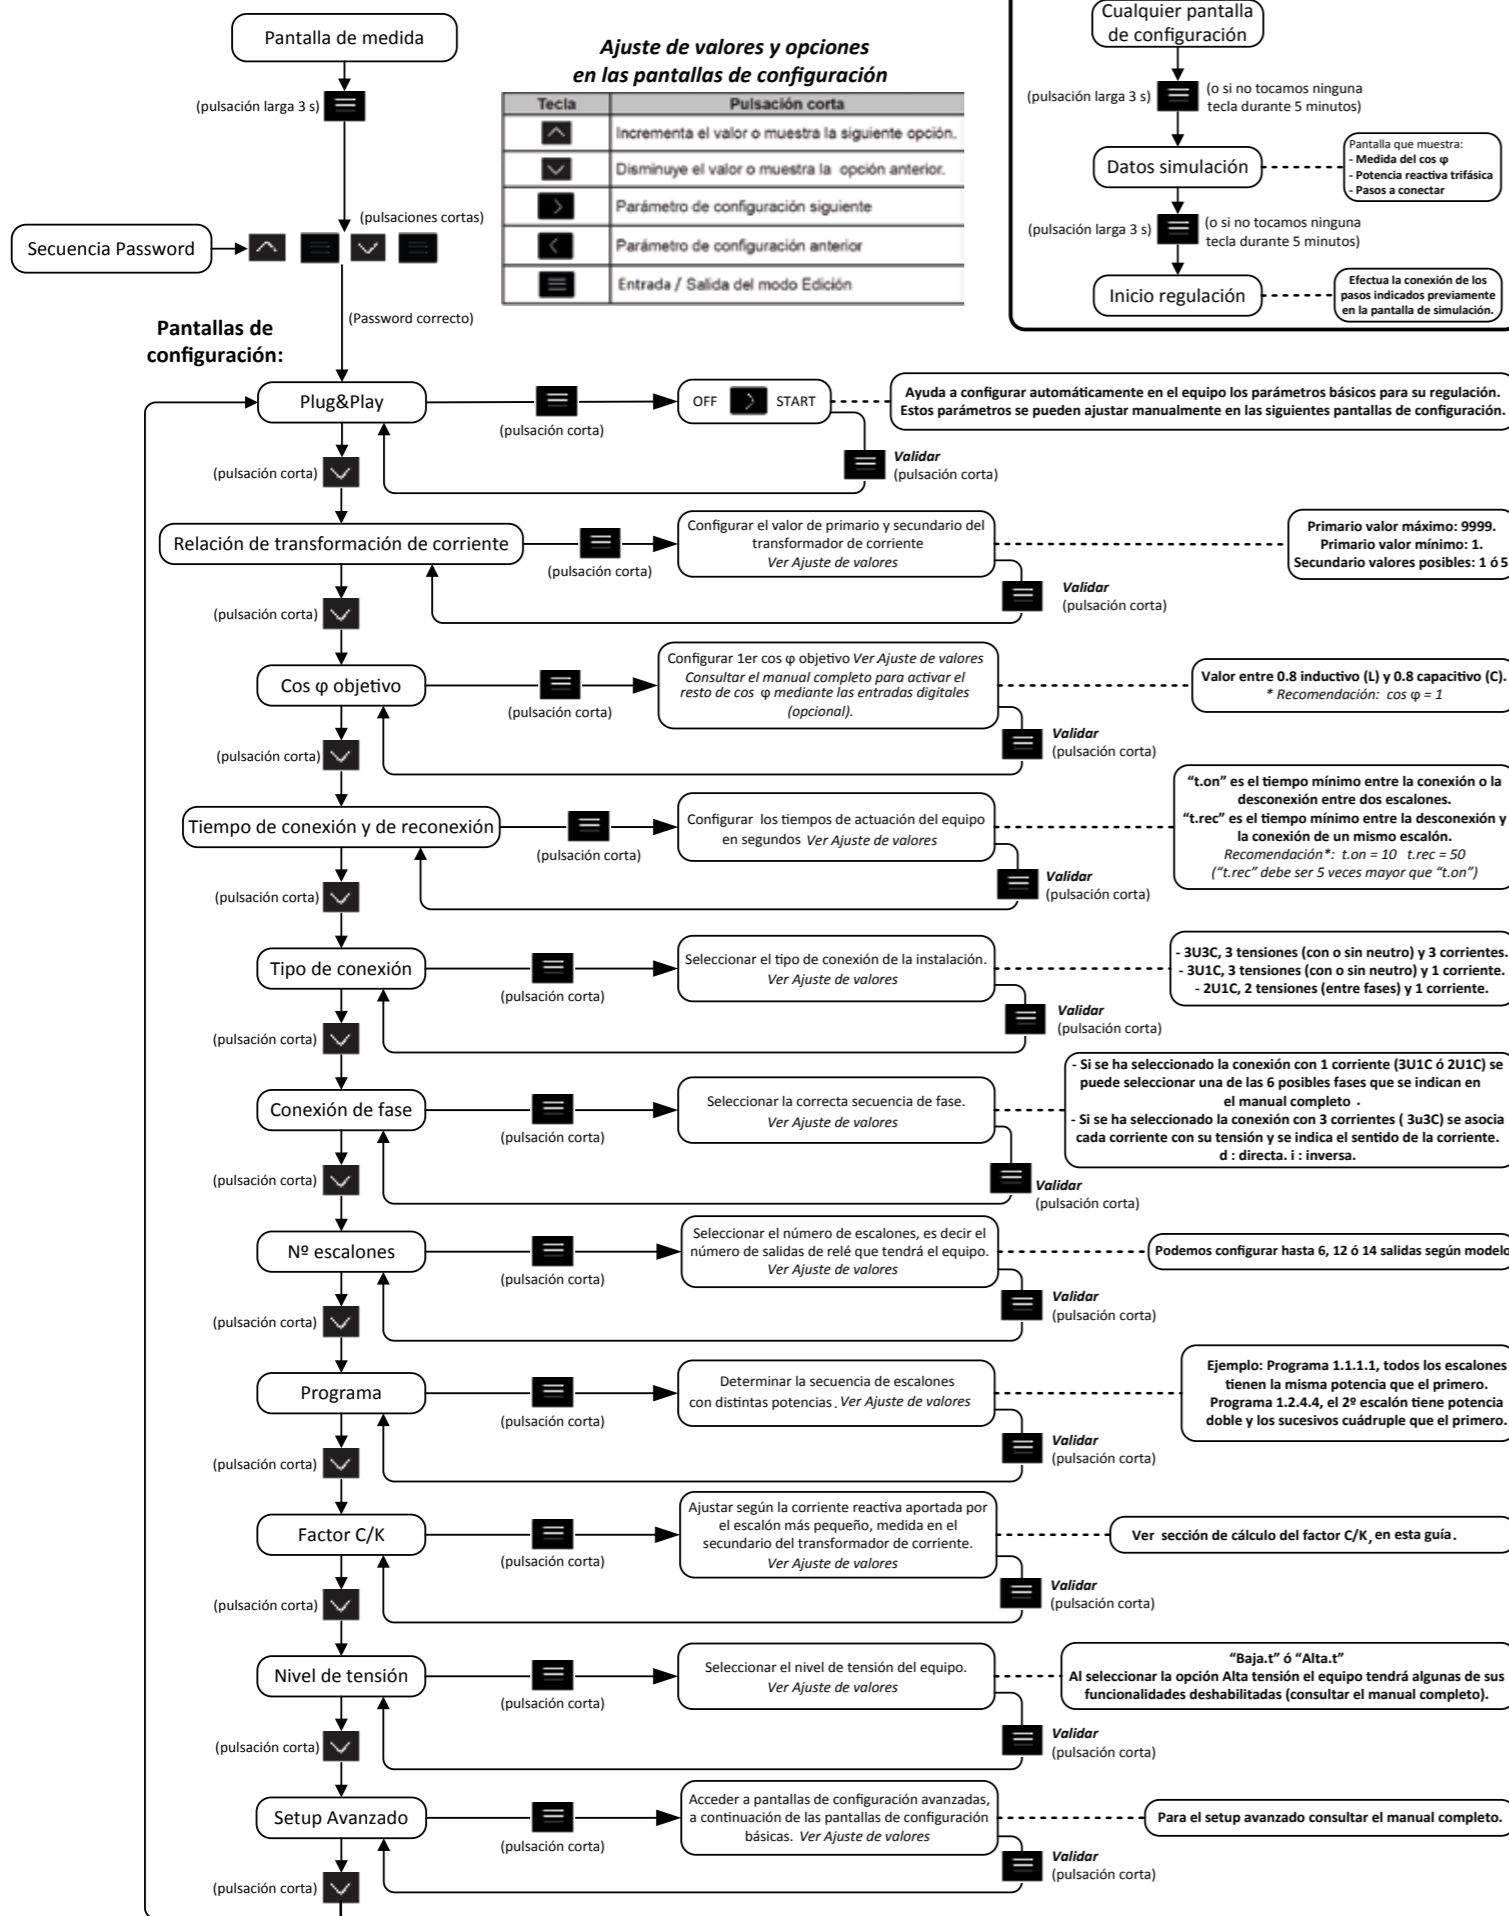 Pantalla de medida
(pulsación larga 3 s)
(pulsaciones cortas)
Secuencia Password
(Password correcto)
Ajuste de valores y opciones
en las pantallas de configuración
Tecla Pulsación corta
Incrementa el valor o muestra la siguiente opción.
Disminuye el valor o muestra la opción anterior.
Parámetro de configuración siguiente
Parámetro de configuración anterior
Entrada / Salida del modo Edición
Cualquier pantalla
de configuración
(pulsación larga 3 s)
(o si no tocamos ninguna
tecla durante 5 minutos)
Datos simulación
Pantalla que muestra:
- Medida del cos φ
- Potencia reactiva trifásica
- Pasos a conectar
(pulsación larga 3 s)
(o si no tocamos ninguna
tecla durante 5 minutos)
Inicio regulación
Efectua la conexión de los
pasos indicados previamente
en la pantalla de simulación.
Pantallas de
configuración:
Plug&Play
(pulsación corta)
OFF START
Ayuda a configurar automáticamente en el equipo los parámetros básicos para su regulación.
Estos parámetros se pueden ajustar manualmente en las siguientes pantallas de configuración.
Validar
(pulsación corta)
(pulsación corta)
Relación de transformación de corriente
(pulsación corta)
Configurar el valor de primario y secundario del
transformador de corriente
Ver Ajuste de valores
Primario valor máximo: 9999.
Primario valor mínimo: 1.
Secundario valores posibles: 1 ó 5
Validar
(pulsación corta)
(pulsación corta)
Cos φ objetivo
(pulsación corta)
Configurar 1er cos φ objetivo Ver Ajuste de valores
Consultar el manual completo para activar el
resto de cos φ mediante las entradas digitales
(opcional).
Valor entre 0.8 inductivo (L) y 0.8 capacitivo (C).
* Recomendación: cos φ = 1
Validar
(pulsación corta)
(pulsación corta)
Tiempo de conexión y de reconexión
(pulsación corta)
Configurar los tiempos de actuación del equipo
en segundos Ver Ajuste de valores
“t.on” es el tiempo mínimo entre la conexión o la
desconexión entre dos escalones.
“t.rec” es el tiempo mínimo entre la desconexión y
la conexión de un mismo escalón.
Recomendación*: t.on = 10 t.rec = 50
(“t.rec” debe ser 5 veces mayor que “t.on”)
Validar
(pulsación corta)
(pulsación corta)
Tipo de conexión
(pulsación corta)
Seleccionar el tipo de conexión de la instalación.
Ver Ajuste de valores
- 3U3C, 3 tensiones (con o sin neutro) y 3 corrientes.
- 3U1C, 3 tensiones (con o sin neutro) y 1 corriente.
- 2U1C, 2 tensiones (entre fases) y 1 corriente.
Validar
(pulsación corta)
(pulsación corta)
Conexión de fase
(pulsación corta)
Seleccionar la correcta secuencia de fase.
Ver Ajuste de valores
- Si se ha seleccionado la conexión con 1 corriente (3U1C ó 2U1C) se
puede seleccionar una de las 6 posibles fases que se indican en
el manual completo .
- Si se ha seleccionado la conexión con 3 corrientes ( 3u3C) se asocia
cada corriente con su tensión y se indica el sentido de la corriente.
d : directa. i : inversa.
Validar
(pulsación corta)
(pulsación corta)
Nº escalones
(pulsación corta)
Seleccionar el número de escalones, es decir el
número de salidas de relé que tendrá el equipo.
Ver Ajuste de valores
Podemos configurar hasta 6, 12 ó 14 salidas según modelo
Validar
(pulsación corta)
(pulsación corta)
Programa
(pulsación corta)
Determinar la secuencia de escalones
con distintas potencias. Ver Ajuste de valores
Ejemplo: Programa 1.1.1.1, todos los escalones
tienen la misma potencia que el primero.
Programa 1.2.4.4, el 2º escalón tiene potencia
doble y los sucesivos cuádruple que el primero.
Validar
(pulsación corta)
(pulsación corta)
Factor C/K
(pulsación corta)
Ajustar según la corriente reactiva aportada por
el escalón más pequeño, medida en el
secundario del transformador de corriente.
Ver Ajuste de valores
Ver sección de cálculo del factor C/K, en esta guía.
Validar
(pulsación corta)
(pulsación corta)
Nivel de tensión
(pulsación corta)
Seleccionar el nivel de tensión del equipo.
Ver Ajuste de valores
“Baja.t” ó “Alta.t”
Al seleccionar la opción Alta tensión el equipo tendrá algunas de sus
funcionalidades deshabilitadas (consultar el manual completo).
Validar
(pulsación corta)
(pulsación corta)
Setup Avanzado
(pulsación corta)
Acceder a pantallas de configuración avanzadas,
a continuación de las pantallas de configuración
básicas. Ver Ajuste de valores
Para el setup avanzado consultar el manual completo.
Validar
(pulsación corta)
(pulsación corta)